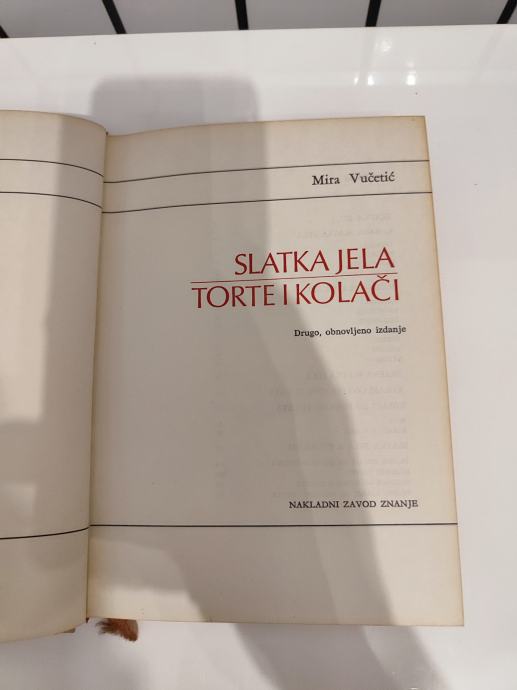 Mira Vučetić
SLATKA JELA
TORTE I KOLAČI
Drugo, obnovljeno izdanje
NAKLADNI ZAVOD ZNANJE